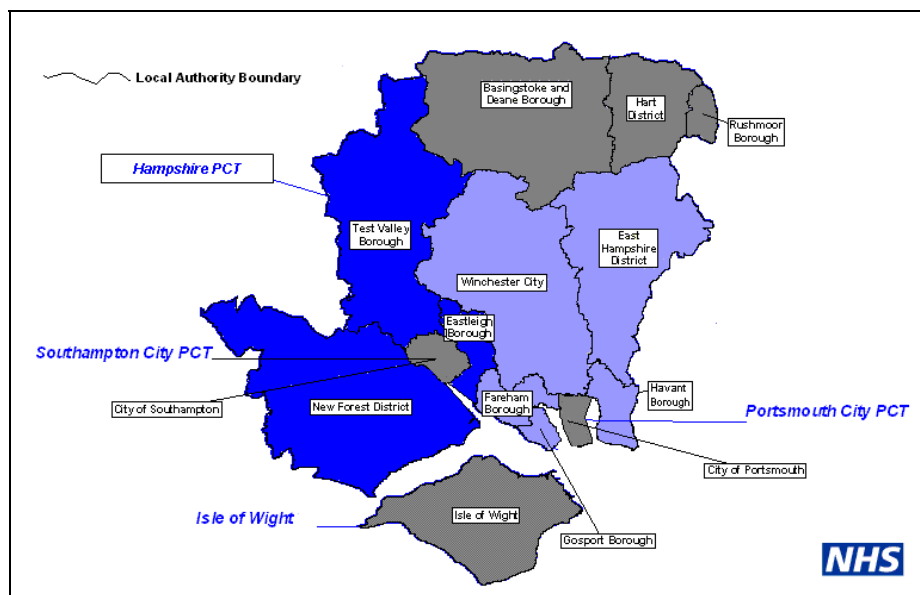 Local Authority Boundary
Basingstoke and
Deane Borough
Hart
District
Rushmoor
Borough
Hampshire PCT
Test Valley
Borough
East
Hampshire
District
Winchester City
Eastleigh
Borough
Southampton City PCT
City of Southampton
New Forest District
Fareham
Borough
Havant
Borough
Portsmouth City PCT
City of Portsmouth
Isle of Wight
Isle of Wight
Gosport Borough
NHS